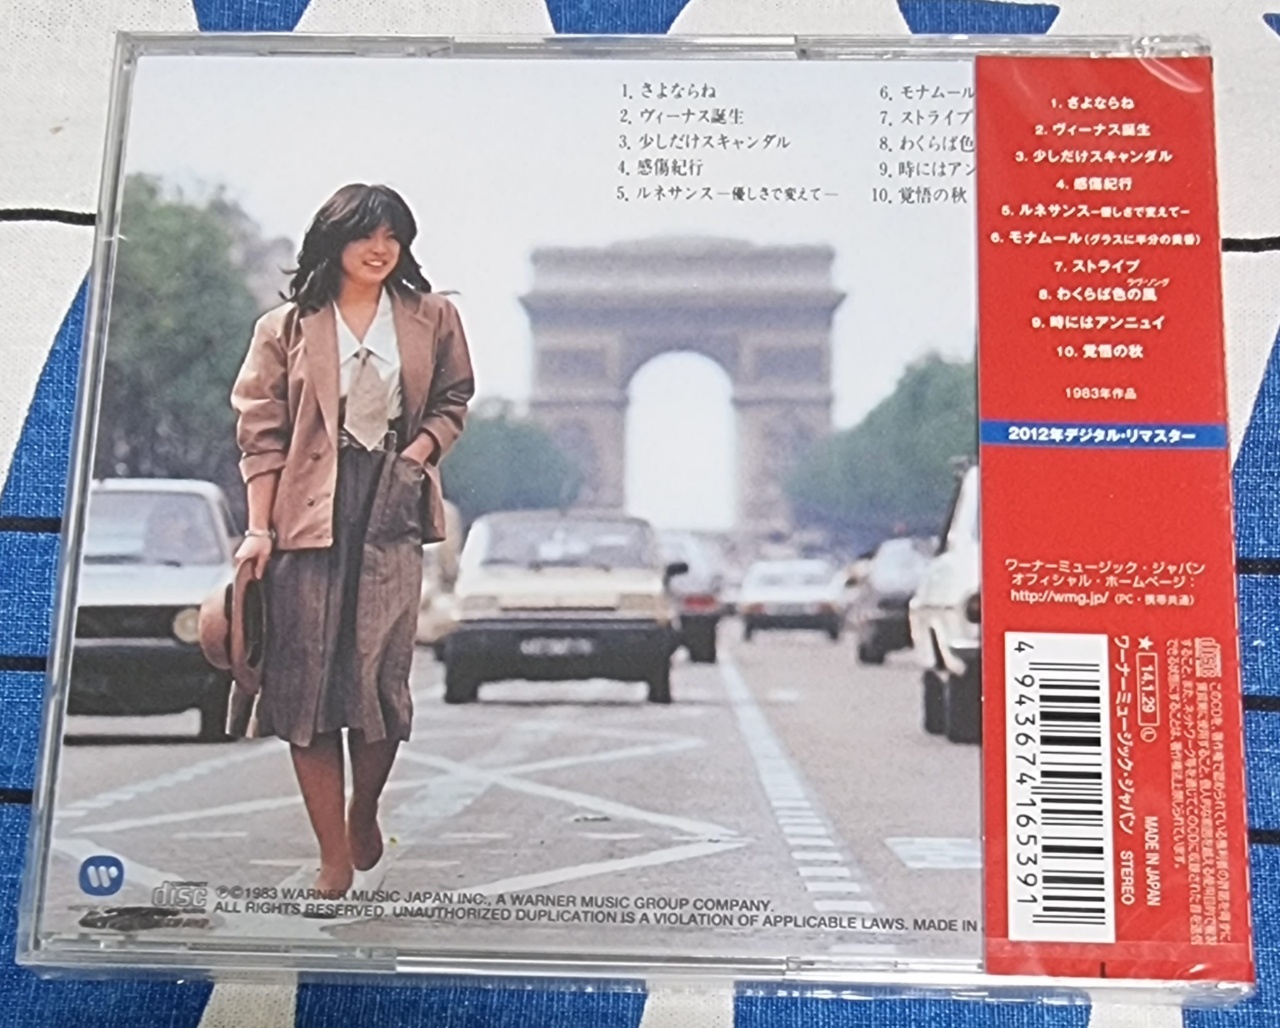 1. さよならね
2. ヴィーナス誕生
3. 少しだけスキャンダル
4. 感傷紀行
5. ルネサンス―優しさで変えて―
6. モナムール
7. ストライプ
8. わくらば色
9. 時にはアン
10. 覚悟の秋
1. さよならね
2. ヴィーナス誕生
3. 少しだけスキャンダル
4. 感傷紀行
5. ルネサンス―優しさで変えて―
6. モナムール(グラスに半分の黄昏)
7. ストライプ
ラヴ・ソング
8. わくらば色の風
9. 時にはアンニュイ
10. 覚悟の秋
1983年作品
2012年デジタル・リマスター
ワーナーミュージック・ジャパン
オフィシャル・ホームページ:
http://wmg.jp/ (PC・携帯共通)
4 943674 165391
★ 14.1.29 Ⓛ MADE IN JAPAN
ワーナーミュージック・ジャパン STEREO
disc
disc
Ⓟ©1983 WARNER MUSIC JAPAN INC., A WARNER MUSIC GROUP COMPANY.
ALL RIGHTS RESERVED. UNAUTHORIZED DUPLICATION IS A VIOLATION OF APPLICABLE LAWS. MADE IN